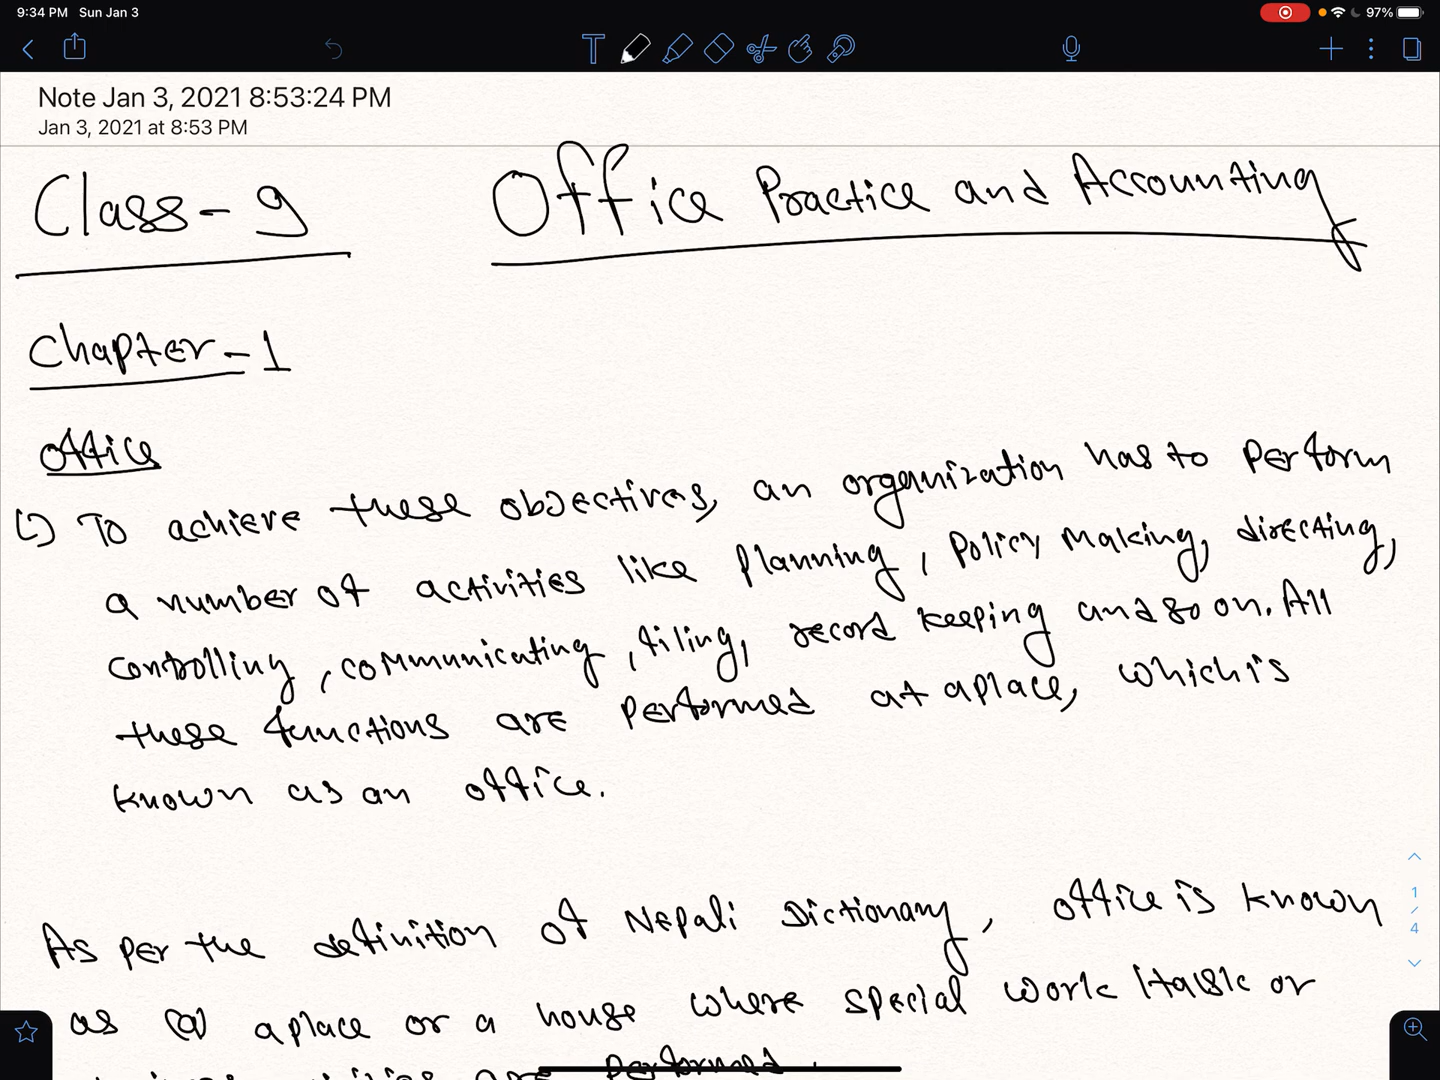 9:34 PM Sun Jan 3
97%
Note Jan 3, 2021 8:53:24 PM
Jan 3, 2021 at 8:53 PM
Class-9 Office Practice and Accounting
Chapter-1
Office
(i) To achieve these objectives, an organization has to perform
a number of activities like planning, policy making, directing,
controlling, communicating, filing, record keeping and so on. All
these functions are performed at a place, which is
known as an office.
As per the definition of Nepali Dictionary, office is known
as (a) a place or a house where special work /task or
are performed.
1
/
4